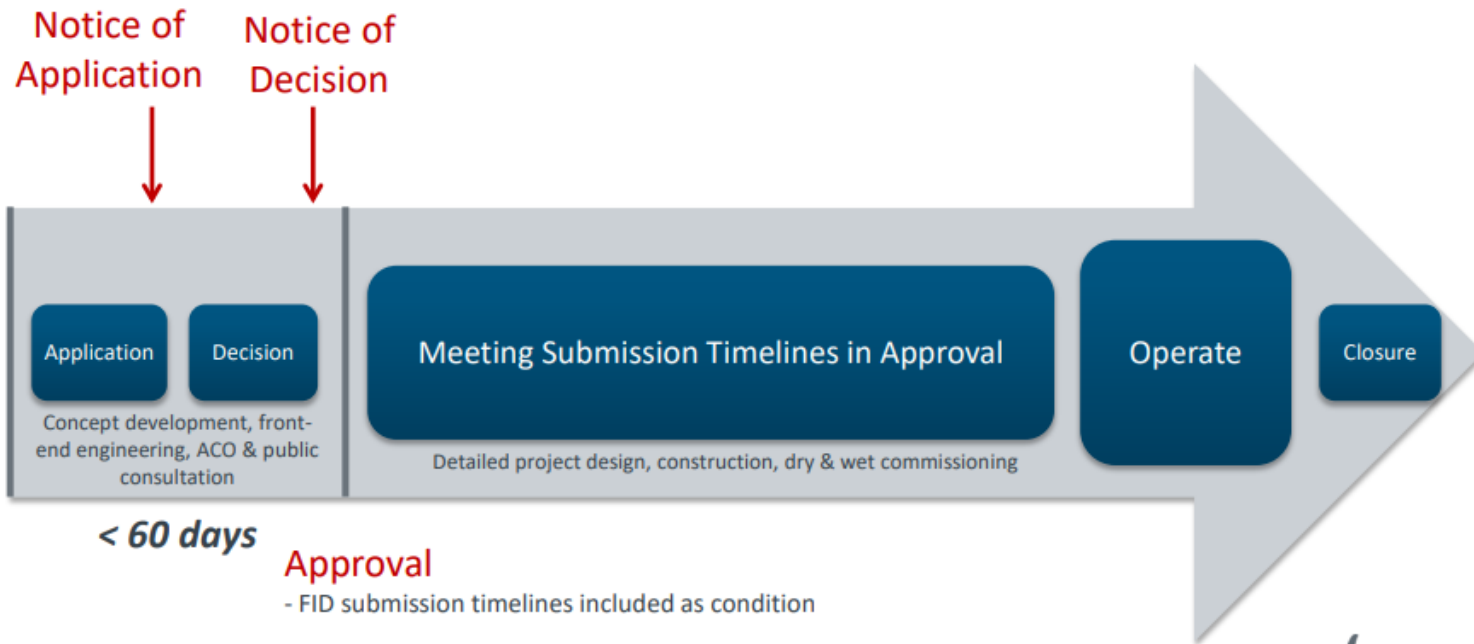 Notice of
Application
Notice of
Decision
Application
Decision
Concept development, front-
end engineering, ACO & public
consultation
Meeting Submission Timelines in Approval
Detailed project design, construction, dry & wet commissioning
Operate
Closure
< 60 days
Approval
- FID submission timelines included as condition